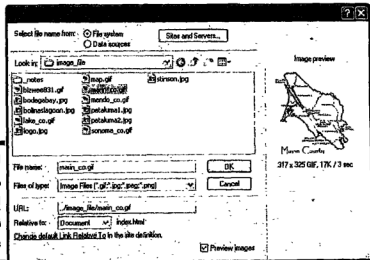 Select file name from: File system
Data sources
Sites and Servers...
Look in: image_file
_notes
bizwee831.gif
bodegabay.jpg
bolinaslagoon.jpg
lake_co.gif
logo.jpg
map.gif
marin_co.gif
mendo_co.gif
petaluma1.jpg
petaluma2.jpg
sonoma_co.gif
stinson.jpg
File name: marin_co.gif
OK
Files of type: Image Files (*.gif;*.jpg;*.jpeg;*.png)
Cancel
URL: ../image_file/marin_co.gif
Relative to: Document index.html
Change default Link Relative To in the site definition.
Preview images
Image preview
Marin County
317 x 325 GIF, 17K / 3 sec